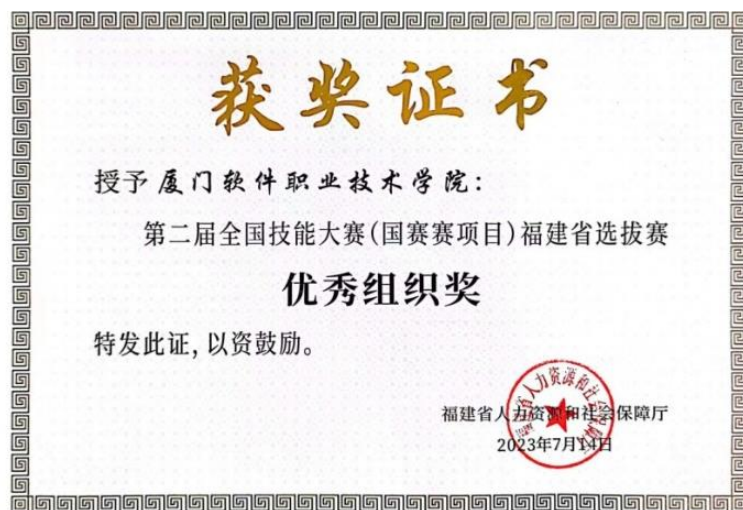 获奖证书
授予厦门软件职业技术学院：
第二届全国技能大赛(国赛赛项目)福建省选拔赛
优秀组织奖
特发此证，以资鼓励。
福建省人力资源和社会保障厅
2023年7月14日